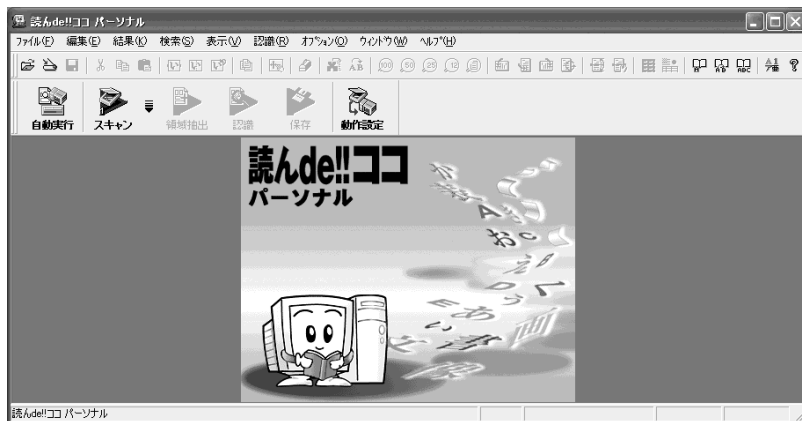 読んde!!ココ パーソナル
ファイル(F) 編集(E) 結果(K) 検索(S) 表示(V) 認識(R) オプション(O) ウィンドウ(W) ヘルプ(H)
自動実行 スキャン 領域抽出 認識 保存 動作設定
読んde!!ココ
パーソナル
読んde!!ココ パーソナル